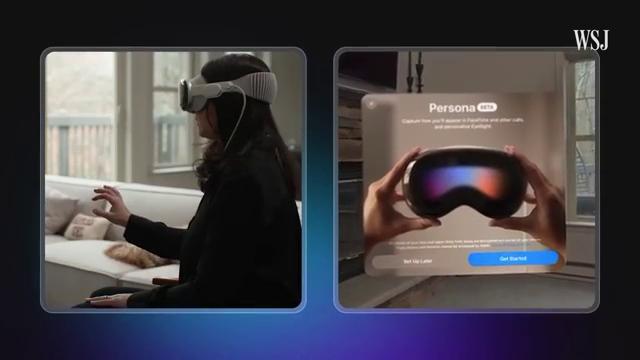 WSJ
Persona BETA
Capture how you'll appear in FaceTime and other calls,
and personalize EyeSight.
Set Up Later
Get Started